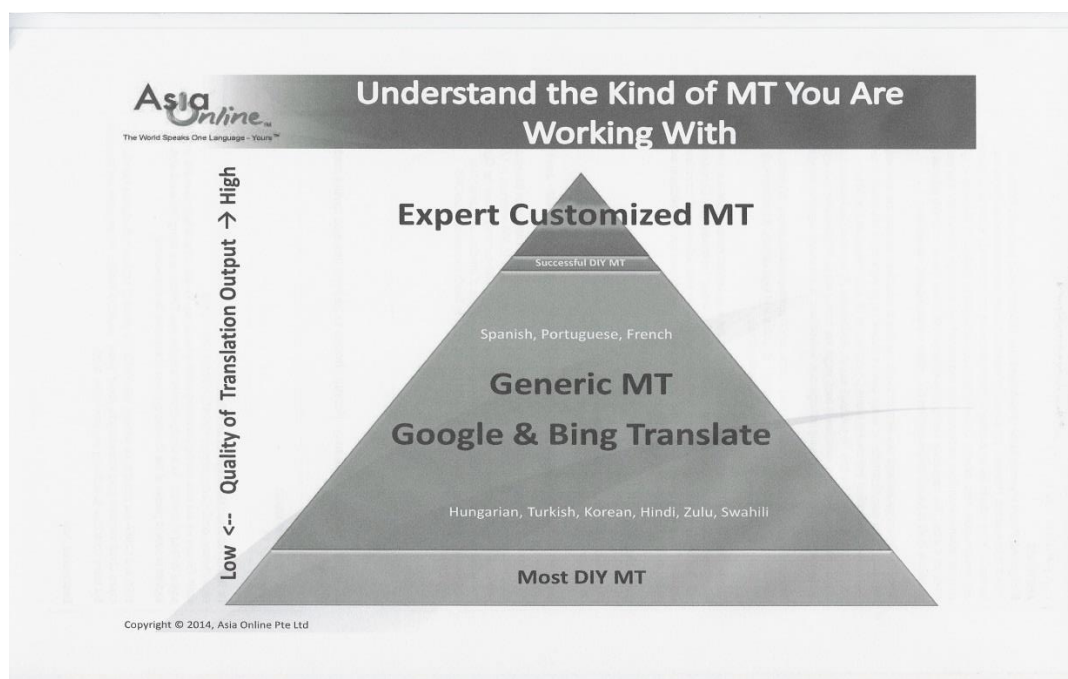 Asia
Online™
The World Speaks One Language - Yours™
Understand the Kind of MT You Are
Working With
Low <-- Quality of Translation Output → High
Expert Customized MT
Successful DIY MT
Spanish, Portuguese, French
Generic MT
Google & Bing Translate
Hungarian, Turkish, Korean, Hindi, Zulu, Swahili
Most DIY MT
Copyright © 2014, Asia Online Pte Ltd